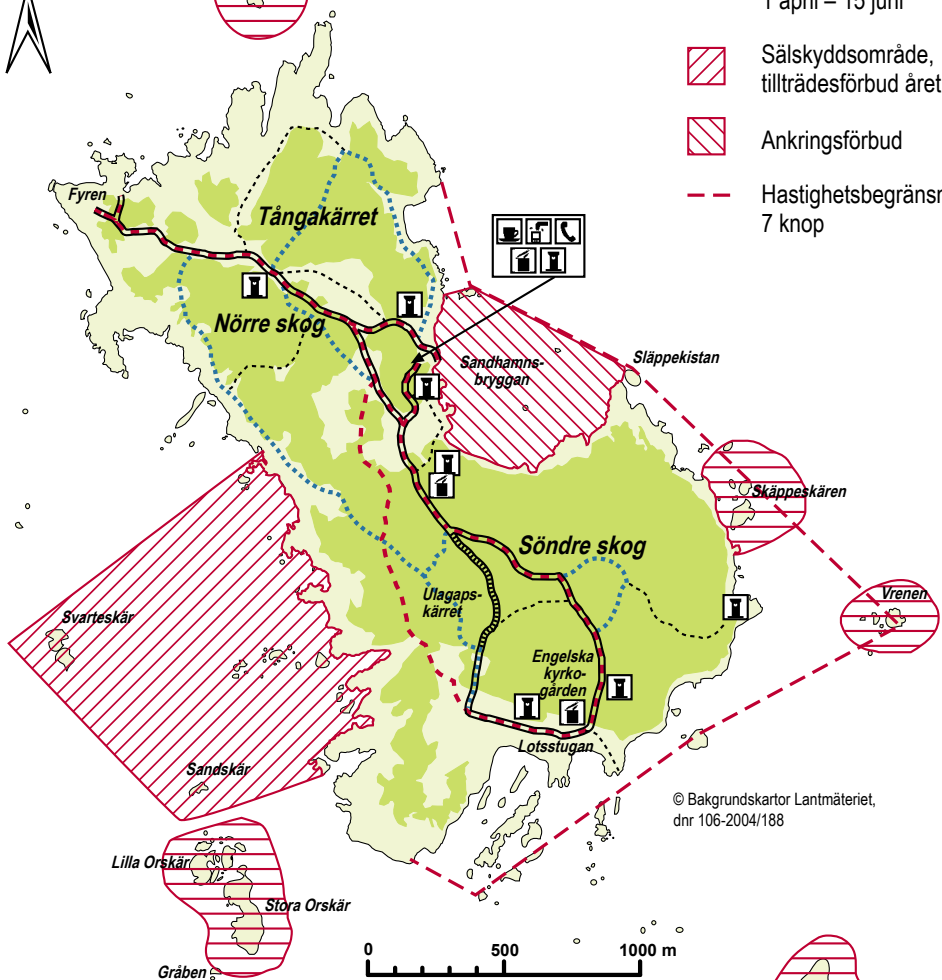 1 april – 15 juni
Sälskyddsområde,
tillträdesförbud året
Ankringsförbud
Hastighetsbegränsn
7 knop
Fyren
Tångakärret
Nörre skog
Sandhamns-
bryggan
Släppekistan
Skäppeskären
Söndre skog
Ulagaps-
kärret
Vrenen
Svarteskär
Engelska
kyrko-
gården
Lotsstugan
Sandskär
© Bakgrundskartor Lantmäteriet,
dnr 106-2004/188
Lilla Orskär
Stora Orskär
Gråben
0 500 1000 m